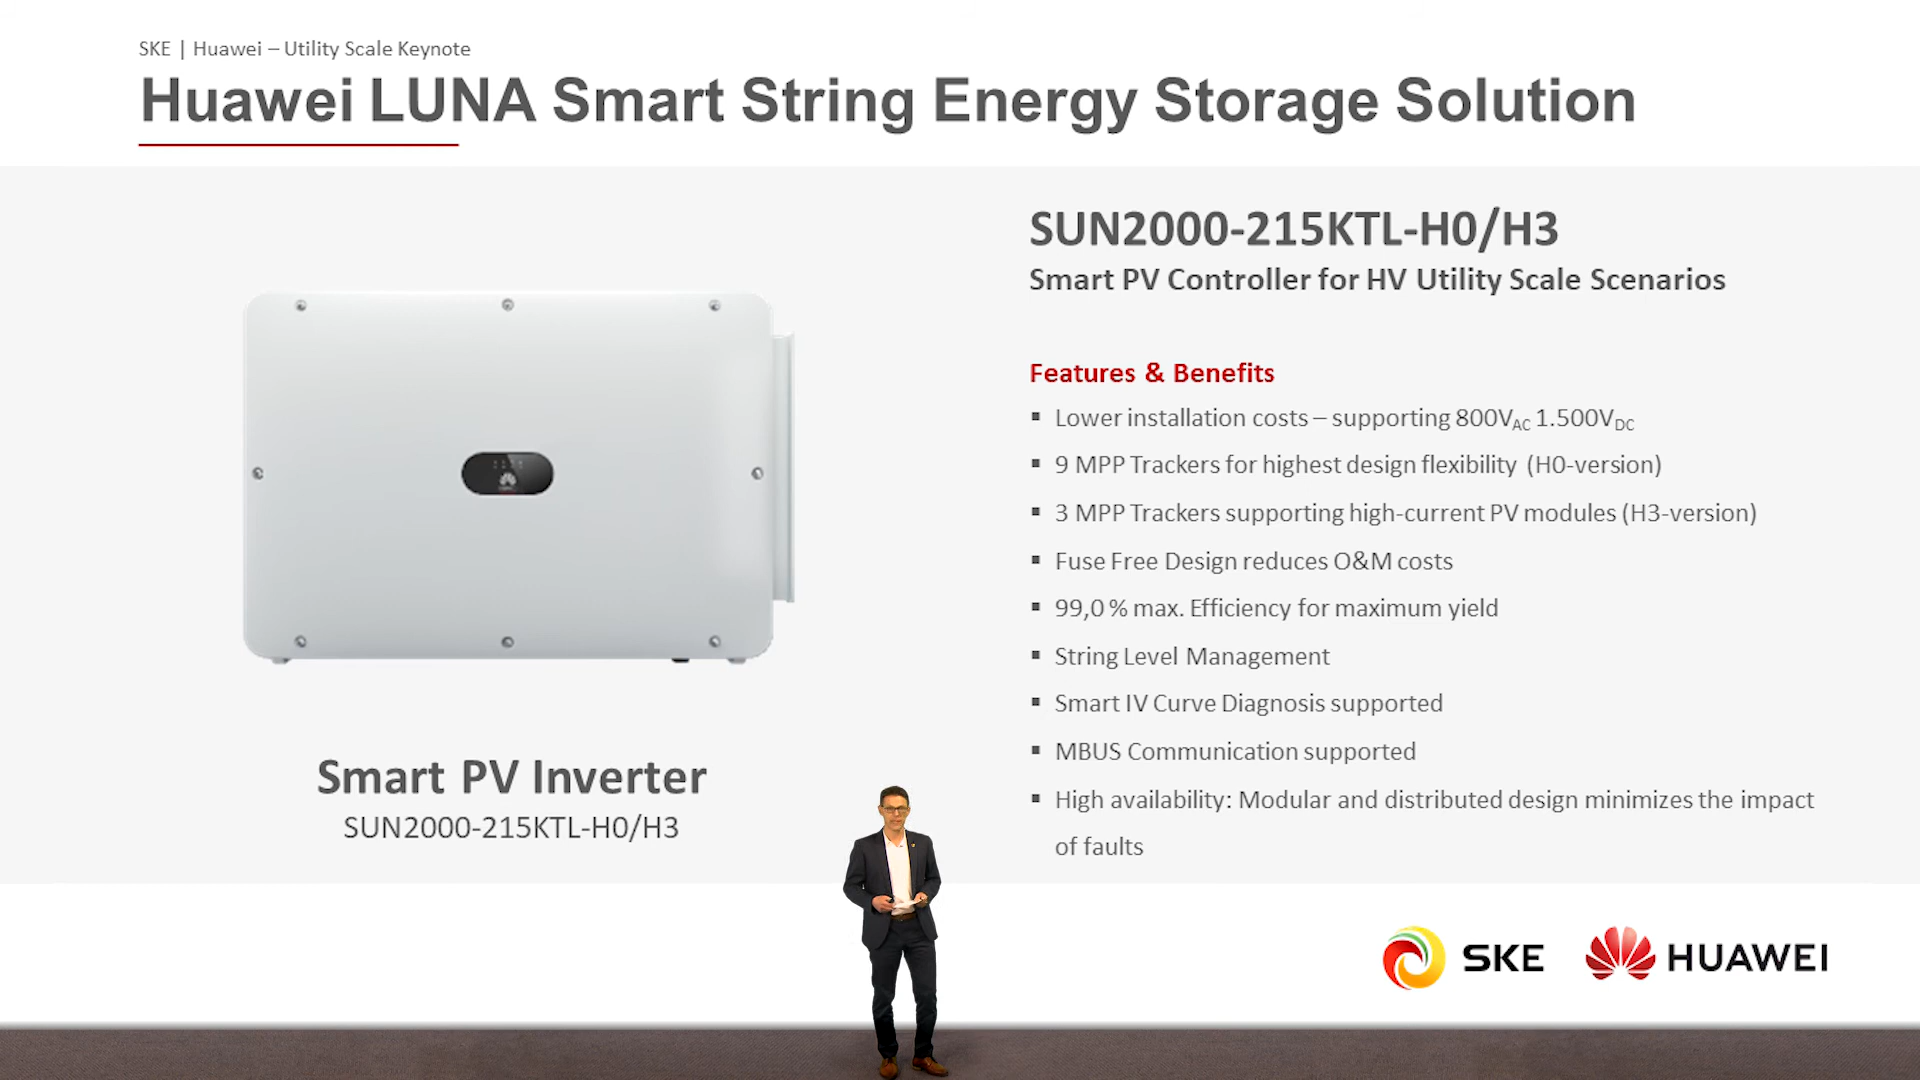 SKE | Huawei – Utility Scale Keynote
Huawei LUNA Smart String Energy Storage Solution
SUN2000-215KTL-H0/H3
Smart PV Controller for HV Utility Scale Scenarios
Features & Benefits
▪ Lower installation costs – supporting 800VAC 1.500VDC
▪ 9 MPP Trackers for highest design flexibility (H0-version)
▪ 3 MPP Trackers supporting high-current PV modules (H3-version)
▪ Fuse Free Design reduces O&M costs
▪ 99,0 % max. Efficiency for maximum yield
▪ String Level Management
▪ Smart IV Curve Diagnosis supported
▪ MBUS Communication supported
▪ High availability: Modular and distributed design minimizes the impact
of faults
Smart PV Inverter
SUN2000-215KTL-H0/H3
SKE
HUAWEI